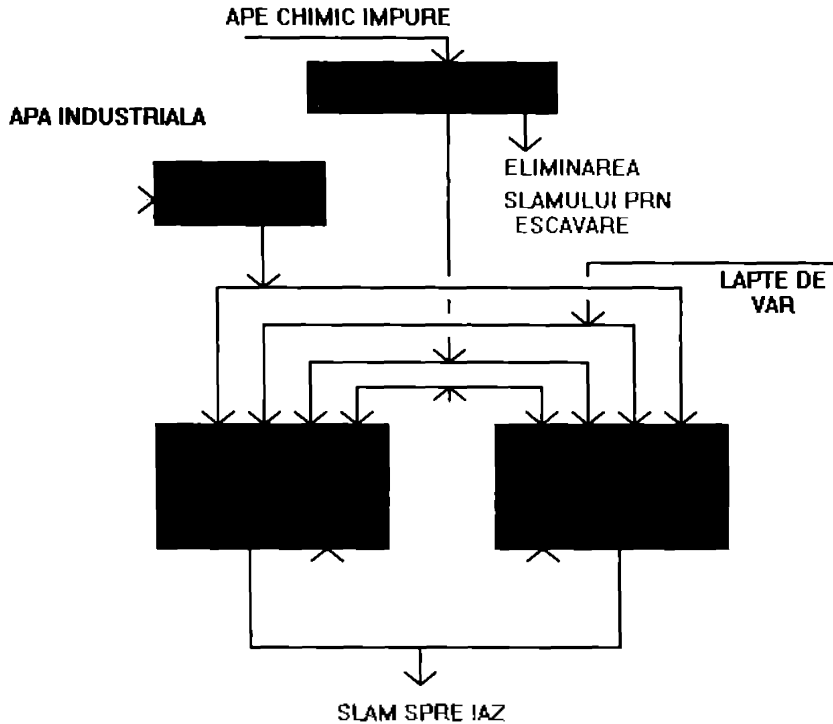 APE CHIMIC IMPURE
APA INDUSTRIALA
ELIMINAREA
SLAMULUI PRN
ESCAVARE
LAPTE DE
VAR
SLAM SPRE IAZ